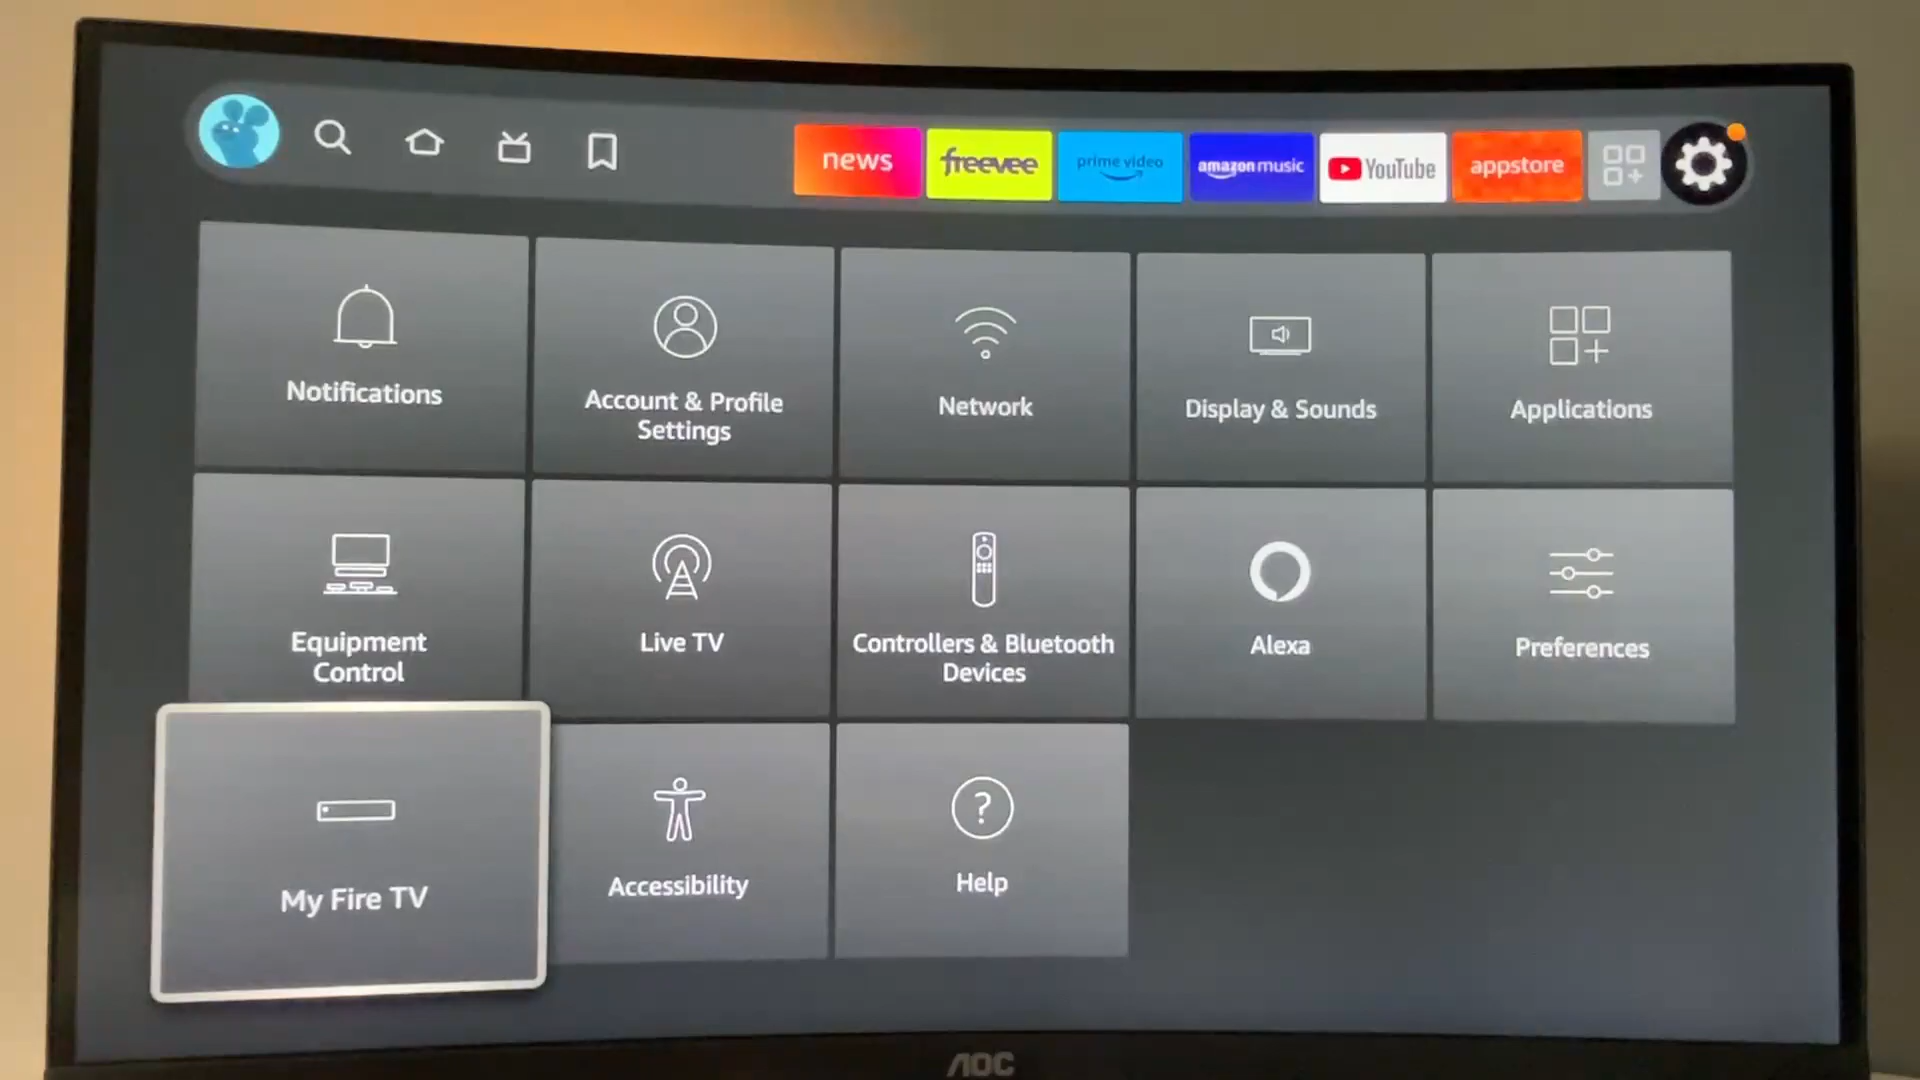 news
freevee
prime video
amazon music
YouTube
appstore
Notifications
Account & Profile
Settings
Network
Display & Sounds
Applications
Equipment
Control
Live TV
Controllers & Bluetooth
Devices
Alexa
Preferences
My Fire TV
Accessibility
?
Help
AOC